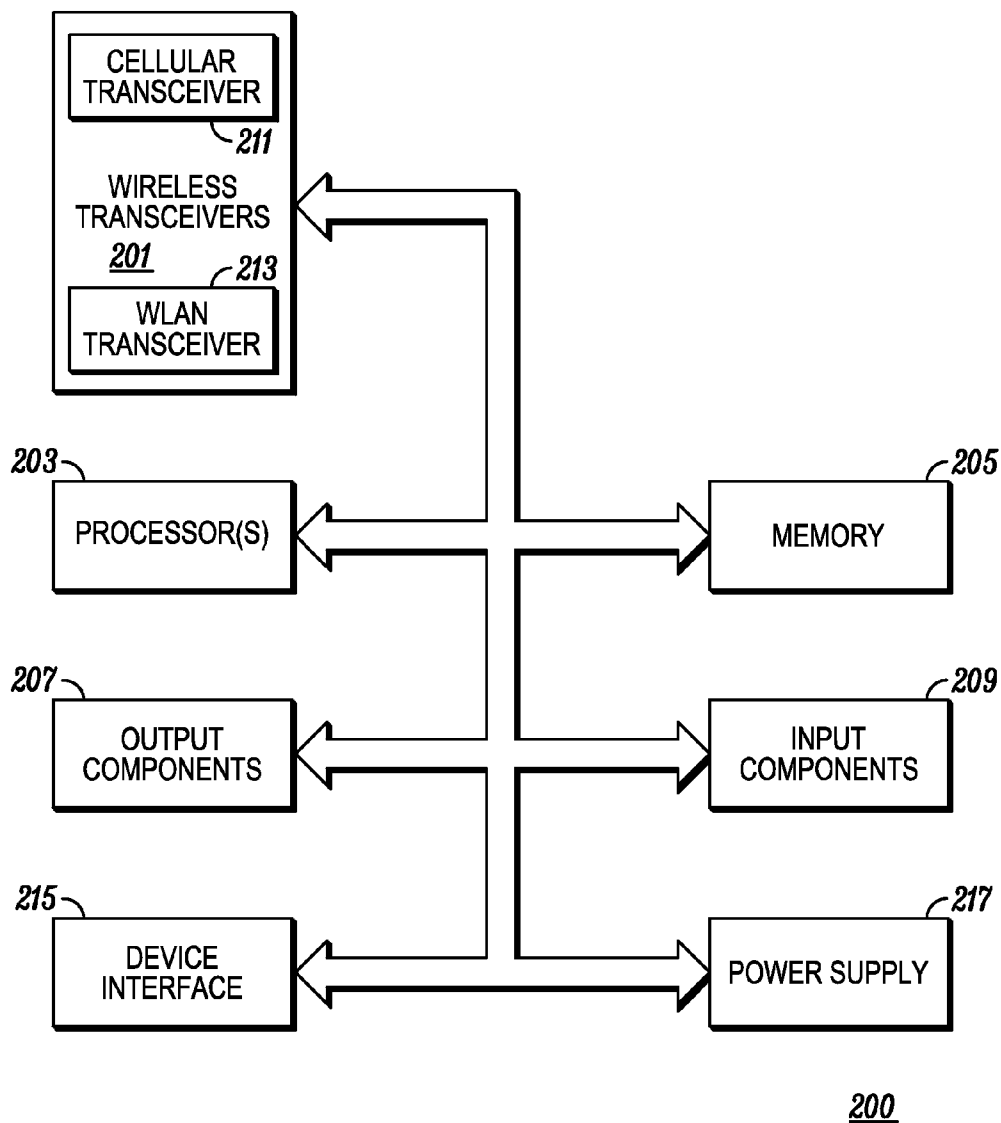 CELLULAR
TRANSCEIVER
211
WIRELESS
TRANSCEIVERS
201
213
WLAN
TRANSCEIVER
203
PROCESSOR(S)
205
MEMORY
207
OUTPUT
COMPONENTS
209
INPUT
COMPONENTS
215
DEVICE
INTERFACE
217
POWER SUPPLY
200